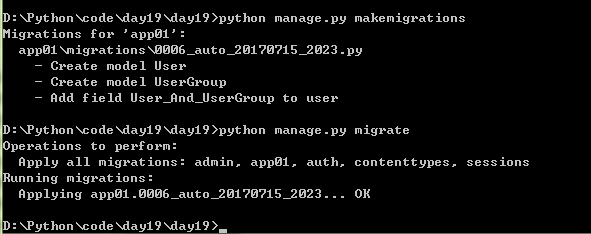 D:\Python\code\day19\day19>python manage.py makemigrations
Migrations for 'app01':
  app01\migrations\0006_auto_20170715_2023.py
    - Create model User
    - Create model UserGroup
    - Add field User_And_UserGroup to user
D:\Python\code\day19\day19>python manage.py migrate
Operations to perform:
  Apply all migrations: admin, app01, auth, contenttypes, sessions
Running migrations:
  Applying app01.0006_auto_20170715_2023... OK
D:\Python\code\day19\day19>_